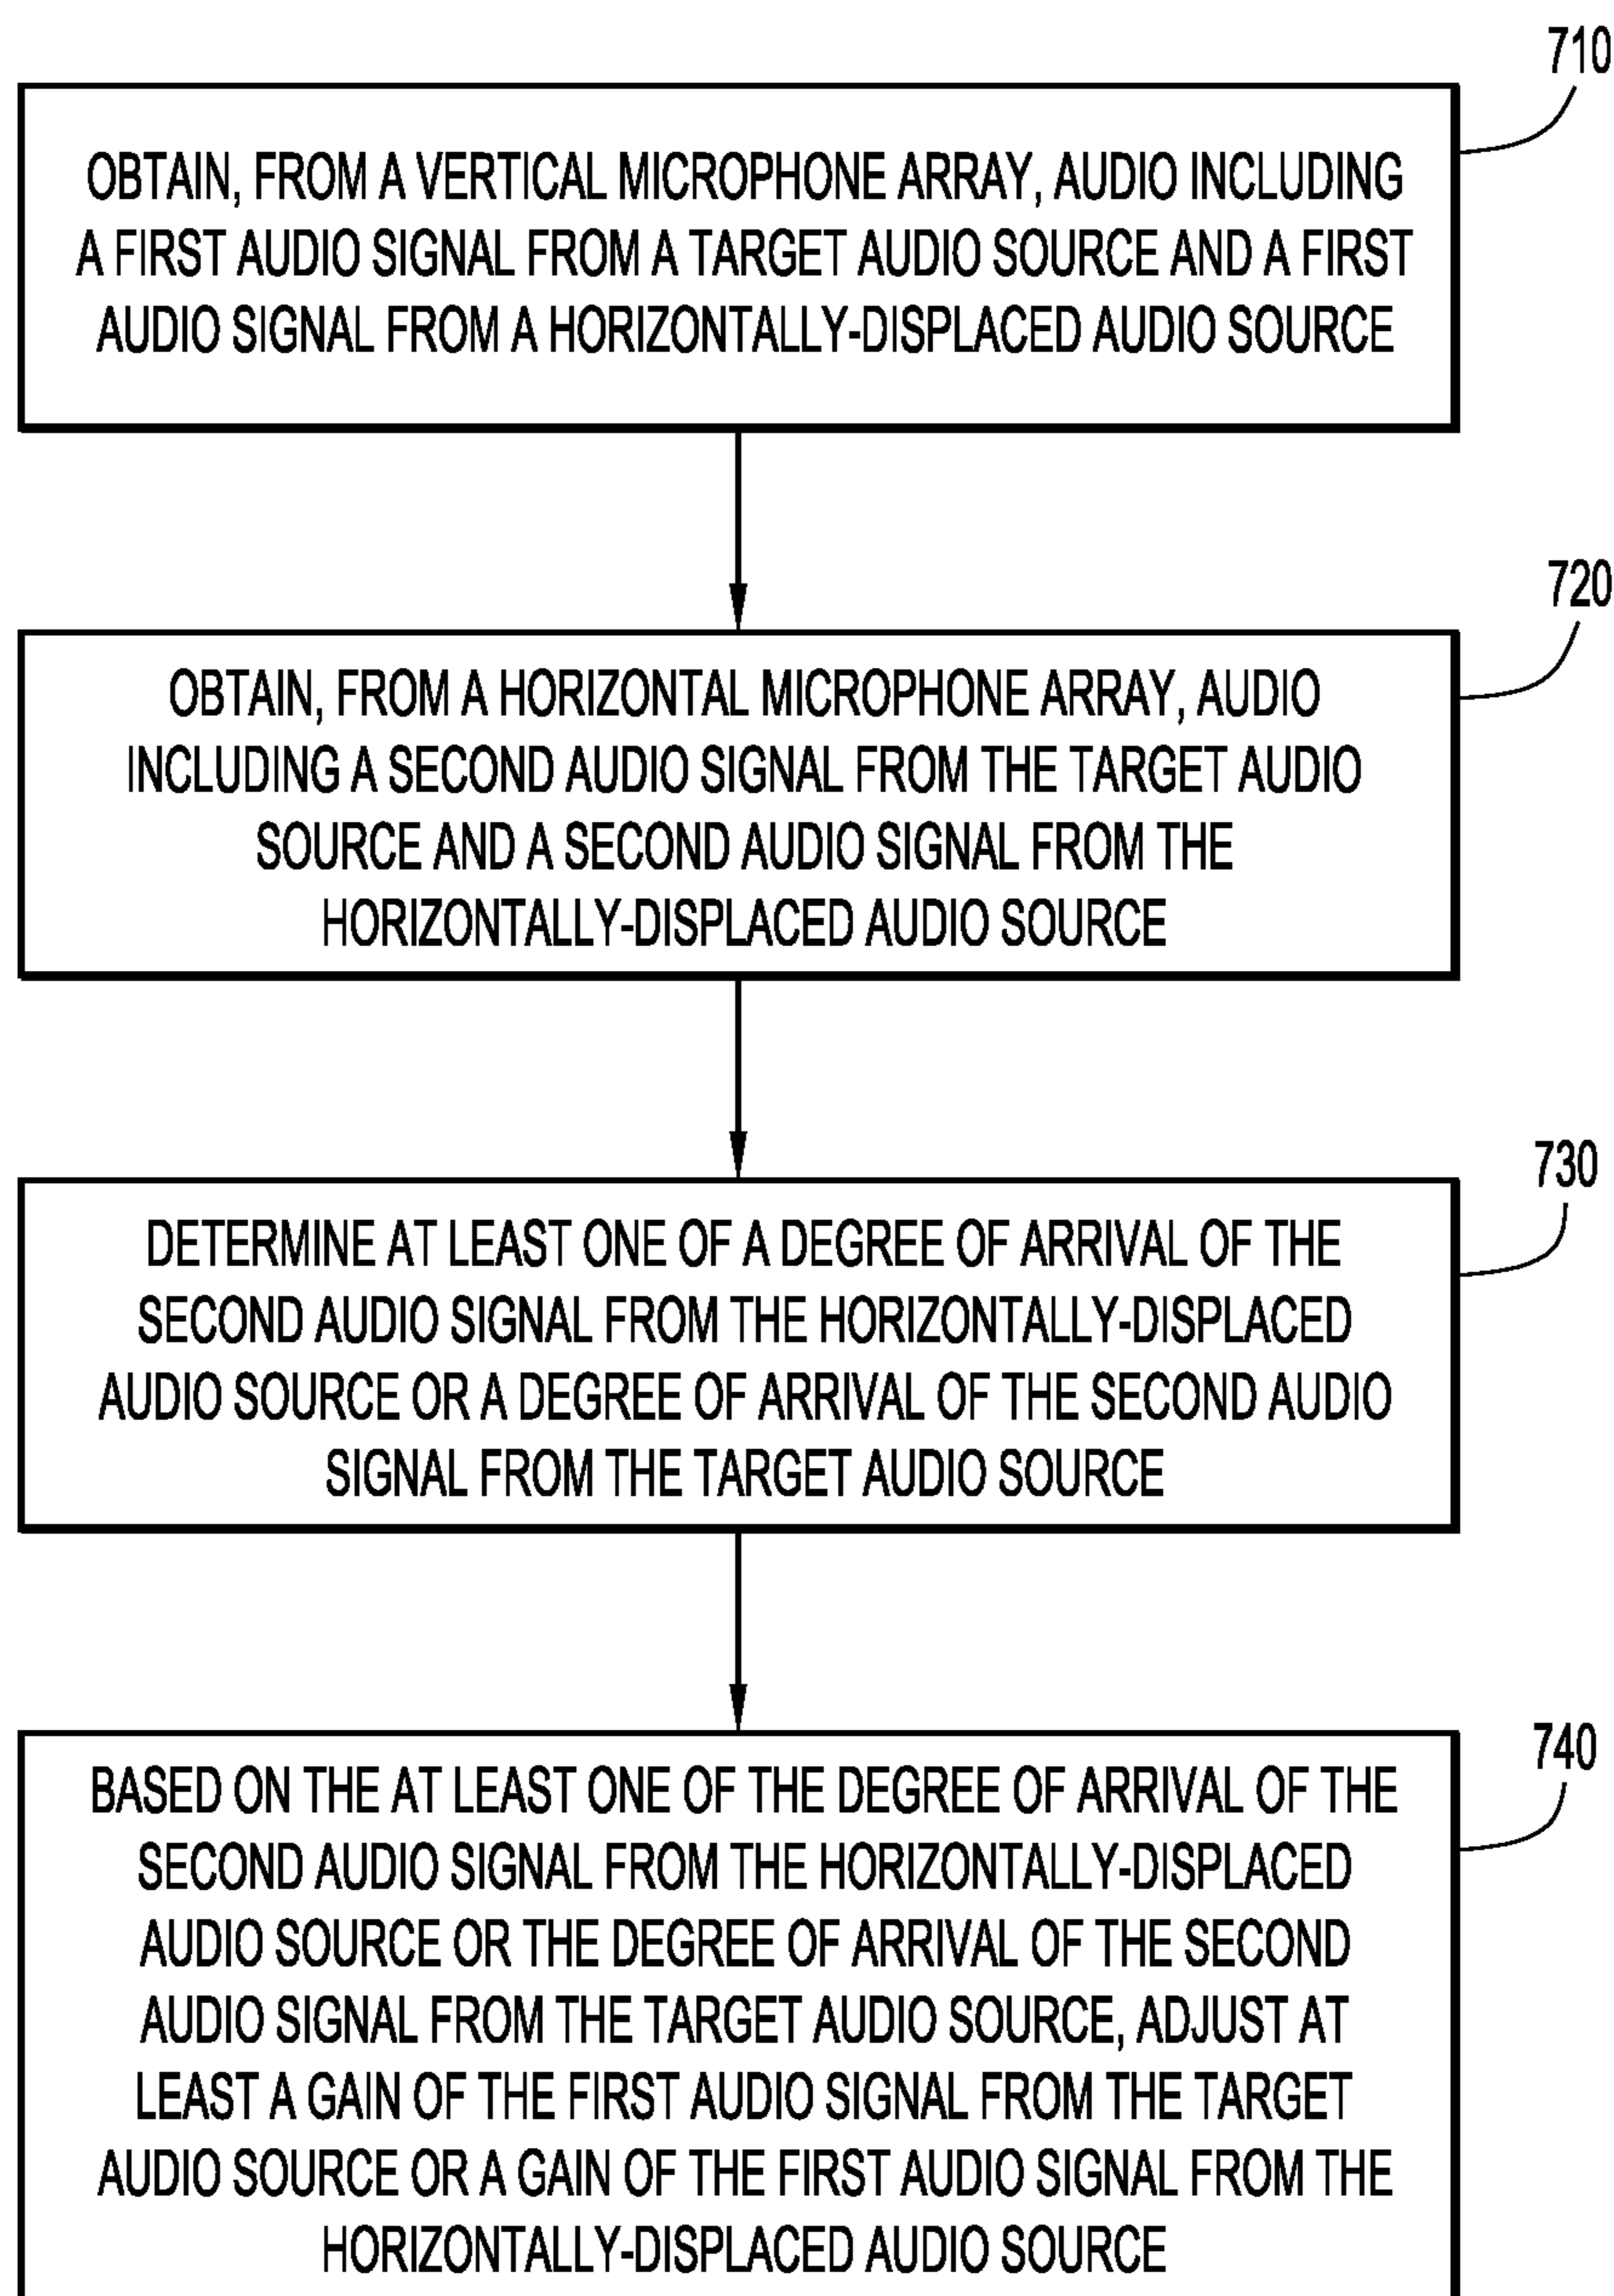 710
OBTAIN, FROM A VERTICAL MICROPHONE ARRAY, AUDIO INCLUDING
A FIRST AUDIO SIGNAL FROM A TARGET AUDIO SOURCE AND A FIRST
AUDIO SIGNAL FROM A HORIZONTALLY-DISPLACED AUDIO SOURCE
720
OBTAIN, FROM A HORIZONTAL MICROPHONE ARRAY, AUDIO
INCLUDING A SECOND AUDIO SIGNAL FROM THE TARGET AUDIO
SOURCE AND A SECOND AUDIO SIGNAL FROM THE
HORIZONTALLY-DISPLACED AUDIO SOURCE
730
DETERMINE AT LEAST ONE OF A DEGREE OF ARRIVAL OF THE
SECOND AUDIO SIGNAL FROM THE HORIZONTALLY-DISPLACED
AUDIO SOURCE OR A DEGREE OF ARRIVAL OF THE SECOND AUDIO
SIGNAL FROM THE TARGET AUDIO SOURCE
740
BASED ON THE AT LEAST ONE OF THE DEGREE OF ARRIVAL OF THE
SECOND AUDIO SIGNAL FROM THE HORIZONTALLY-DISPLACED
AUDIO SOURCE OR THE DEGREE OF ARRIVAL OF THE SECOND
AUDIO SIGNAL FROM THE TARGET AUDIO SOURCE, ADJUST AT
LEAST A GAIN OF THE FIRST AUDIO SIGNAL FROM THE TARGET
AUDIO SOURCE OR A GAIN OF THE FIRST AUDIO SIGNAL FROM THE
HORIZONTALLY-DISPLACED AUDIO SOURCE